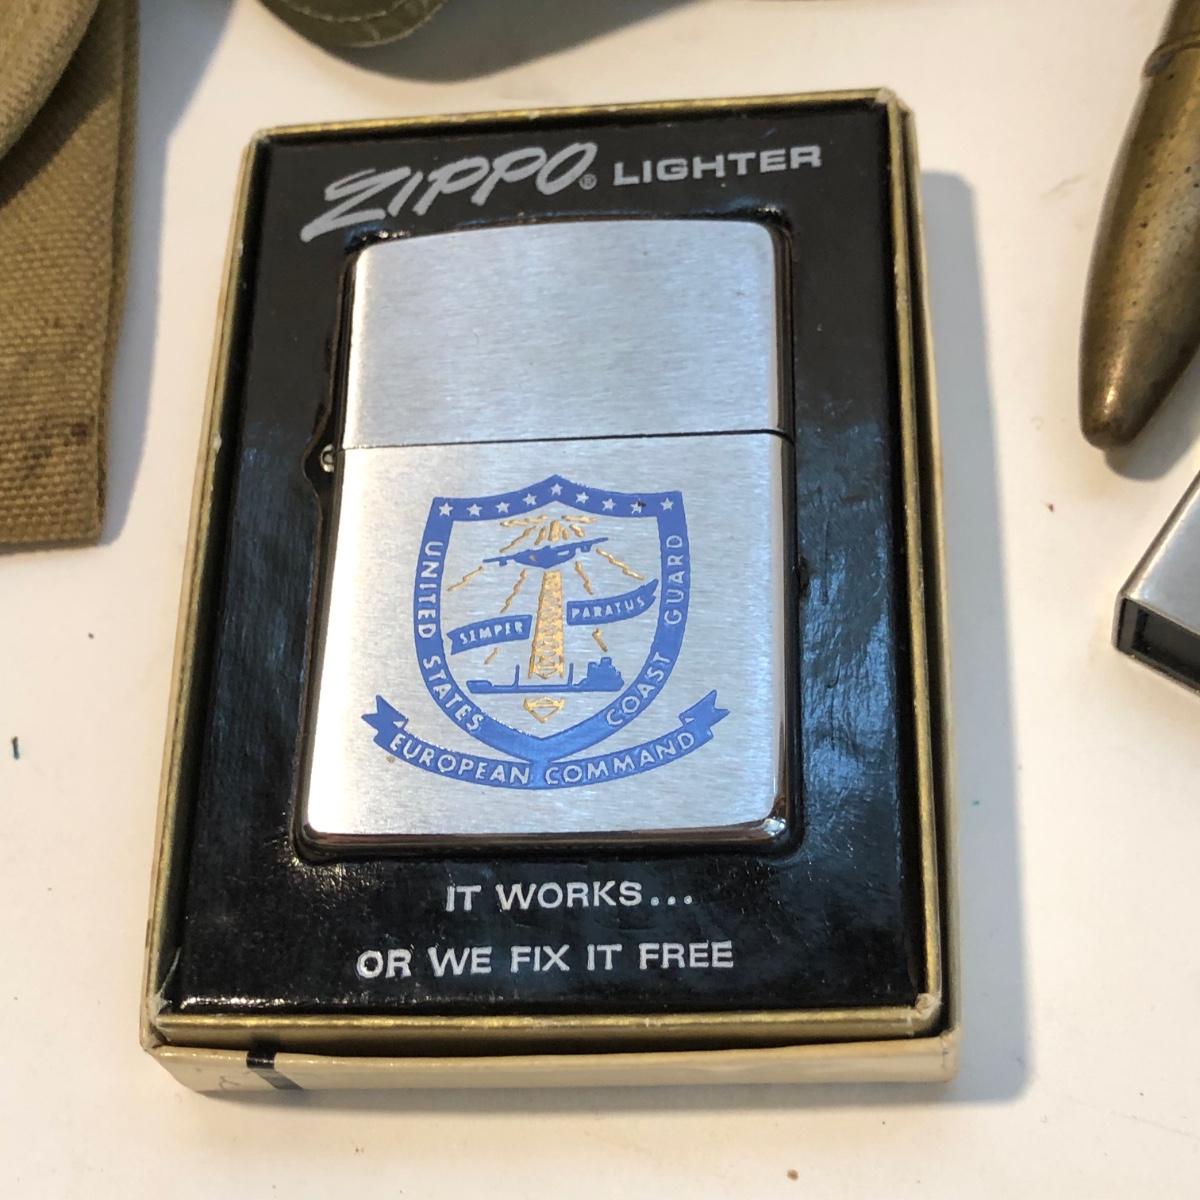 ZIPPO® LIGHTER
UNITED STATES COAST GUARD
SEMPER PARATUS
EUROPEAN COMMAND
IT WORKS...
OR WE FIX IT FREE